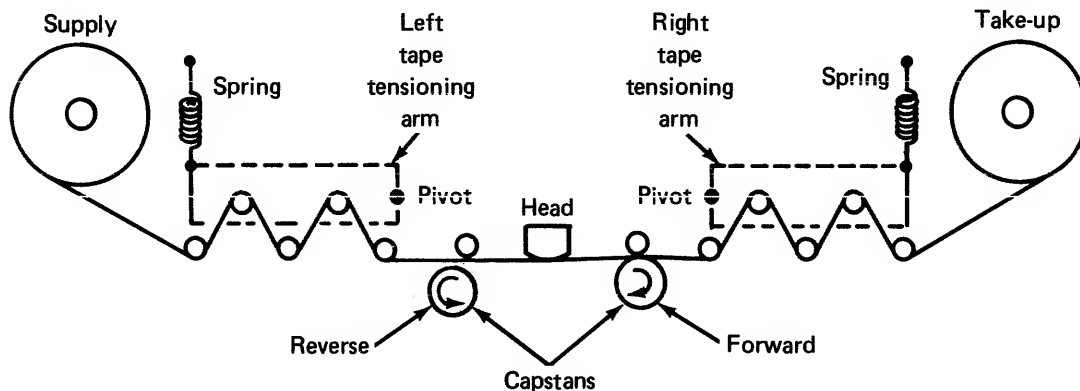 Supply
Left
tape
tensioning
arm
Right
tape
tensioning
arm
Take-up
Spring
Spring
Pivot
Head
Pivot
Reverse
Capstans
Forward